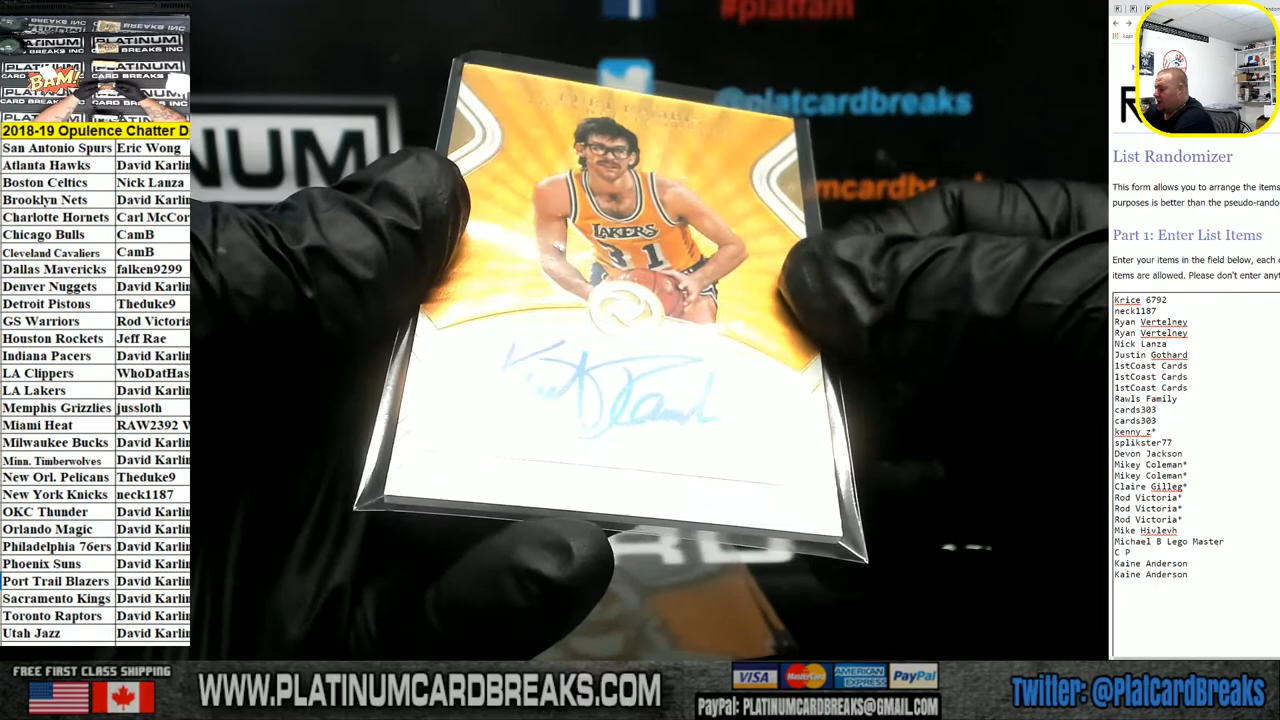 PLATINUM
CARD BREAKS INC
BAM!
2018-19 Opulence Chatter D
San Antonio Spurs Eric Wong
Atlanta Hawks David Karlin
Boston Celtics Nick Lanza
Brooklyn Nets David Karlin
Charlotte Hornets Carl McCor
Chicago Bulls CamB
Cleveland Cavaliers CamB
Dallas Mavericks falken9299
Denver Nuggets David Karlin
Detroit Pistons Theduke9
GS Warriors Rod Victoria
Houston Rockets Jeff Rae
Indiana Pacers David Karlin
LA Clippers WhoDatHas
LA Lakers David Karlin
Memphis Grizzlies jussloth
Miami Heat RAW2392 W
Milwaukee Bucks David Karlin
Minn. Timberwolves David Karlin
New Orl. Pelicans Theduke9
New York Knicks neck1187
OKC Thunder David Karlin
Orlando Magic David Karlin
Philadelphia 76ers David Karlin
Phoenix Suns David Karlin
Port Trail Blazers David Karlin
Sacramento Kings David Karlin
Toronto Raptors David Karlin
Utah Jazz David Karlin
NUM
@platcardbreaks
LAKERS
31
Apps
List Randomizer
This form allows you to arrange the items
purposes is better than the pseudo-rando
Part 1: Enter List Items
Enter your items in the field below, each
items are allowed. Please don't enter any
Krice 6792
neck1187
Ryan Vertelney
Ryan Vertelney
Nick Lanza
Justin Gothard
1stCoast Cards
1stCoast Cards
1stCoast Cards
Rawls Family
cards303
cards303
kenny z*
splikster77
Devon Jackson
Mikey Coleman*
Mikey Coleman*
Claire Gilleg*
Rod Victoria*
Rod Victoria*
Rod Victoria*
Mike Hivlevh
Michael B Lego Master
C P
Kaine Anderson
Kaine Anderson
FREE FIRST CLASS SHIPPING
WWW.PLATINUMCARDBREAKS.COM
VISA MasterCard AMERICAN EXPRESS PayPal
PayPal: PLATINUMCARDBREAKS@GMAIL.COM
Twitter: @PlatCardBreaks